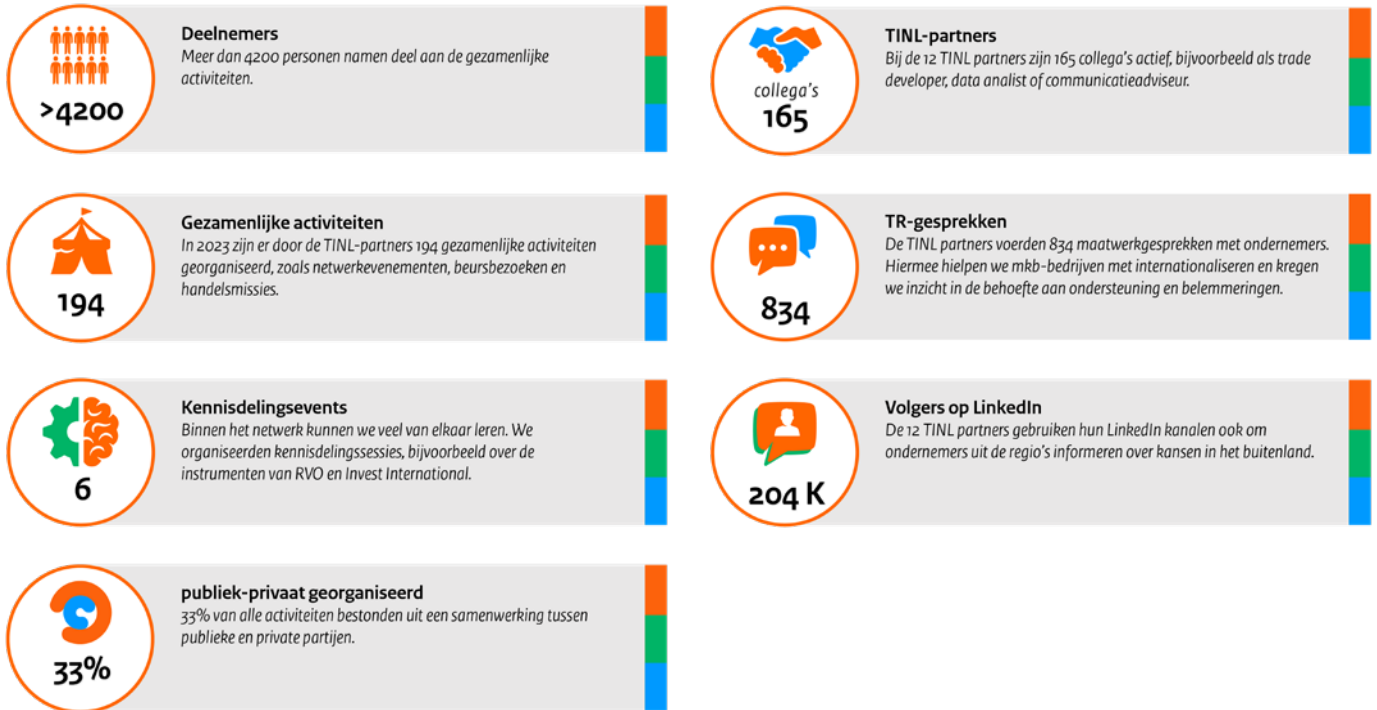 >4200
Deelnemers
Meer dan 4200 personen namen deel aan de gezamenlijke
activiteiten.
194
Gezamenlijke activiteiten
In 2023 zijn er door de TINL-partners 194 gezamenlijke activiteiten
georganiseerd, zoals netwerkevenementen, beursbezoeken en
handelsmissies.
6
Kennisdelingsevents
Binnen het netwerk kunnen we veel van elkaar leren. We
organiseerden kennisdelingssessies, bijvoorbeeld over de
instrumenten van RVO en Invest International.
33%
publiek-privaat georganiseerd
33% van alle activiteiten bestonden uit een samenwerking tussen
publieke en private partijen.
collega's
165
TINL-partners
Bij de 12 TINL partners zijn 165 collega's actief, bijvoorbeeld als trade
developer, data analist of communicatieadviseur.
834
TR-gesprekken
De TINL partners voerden 834 maatwerkgesprekken met ondernemers.
Hiermee hielpen we mkb-bedrijven met internationaliseren en kregen
we inzicht in de behoefte aan ondersteuning en belemmeringen.
204 K
Volgers op LinkedIn
De 12 TINL partners gebruiken hun LinkedIn kanalen ook om
ondernemers uit de regio's informeren over kansen in het buitenland.